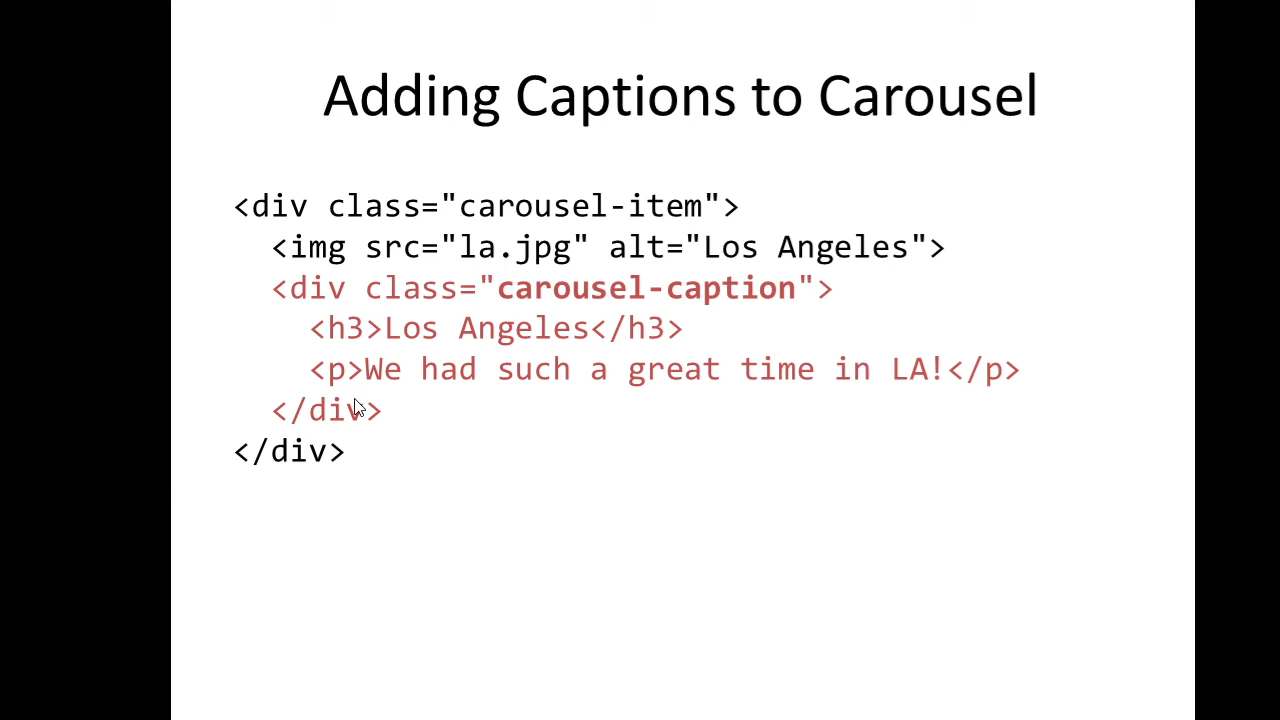 Adding Captions to Carousel
<div class="carousel-item">
  <img src="la.jpg" alt="Los Angeles">
  <div class="carousel-caption">
    <h3>Los Angeles</h3>
    <p>We had such a great time in LA!</p>
  </div>
</div>